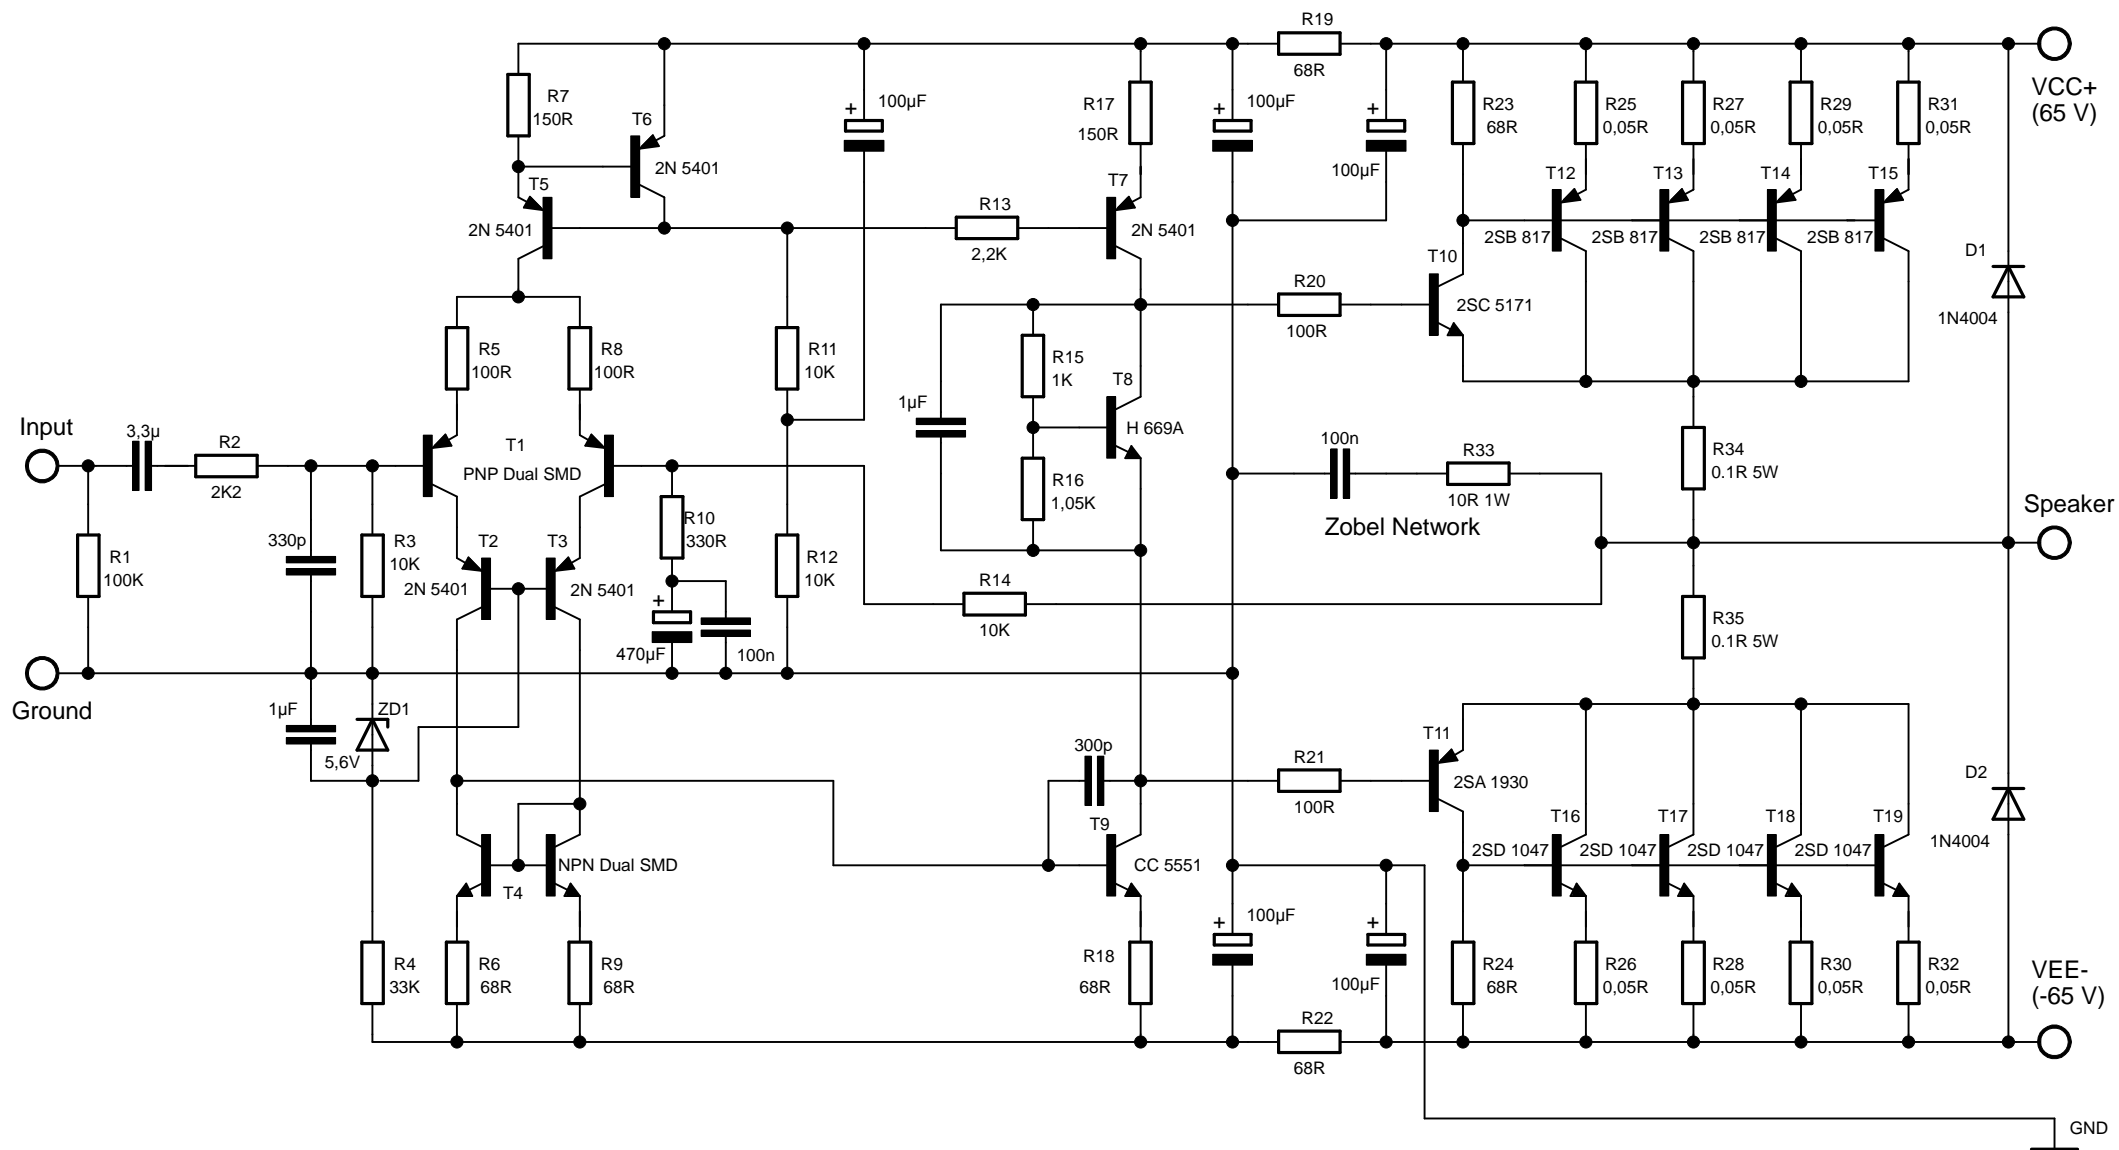 R19
68R
VCC+
(65 V)
R7
150R
T6
2N 5401
100µF
R17
150R
100µF
100µF
R23
68R
R25
0,05R
R27
0,05R
R29
0,05R
R31
0,05R
T5
2N 5401
R13
2,2K
T7
2N 5401
T12
2SB 817
T13
2SB 817
T14
2SB 817
T15
2SB 817
T10
2SC 5171
R20
100R
D1
1N4004
R5
100R
R8
100R
R11
10K
R15
1K
T8
H 669A
1µF
R16
1,05K
Input
3,3µ
R2
2K2
T1
PNP Dual SMD
100n
R33
10R 1W
Zobel Network
R34
0.1R 5W
Speaker
R1
100K
330p
R3
10K
T2
2N 5401
T3
2N 5401
R10
330R
470µF
100n
R12
10K
R14
10K
R35
0.1R 5W
Ground
1µF
ZD1
5,6V
300p
R21
100R
T11
2SA 1930
D2
1N4004
T4
NPN Dual SMD
T9
CC 5551
T16
2SD 1047
T17
2SD 1047
T18
2SD 1047
T19
2SD 1047
R4
33K
R6
68R
R9
68R
R18
68R
100µF
100µF
R24
68R
R26
0,05R
R28
0,05R
R30
0,05R
R32
0,05R
VEE-
(-65 V)
R22
68R
GND